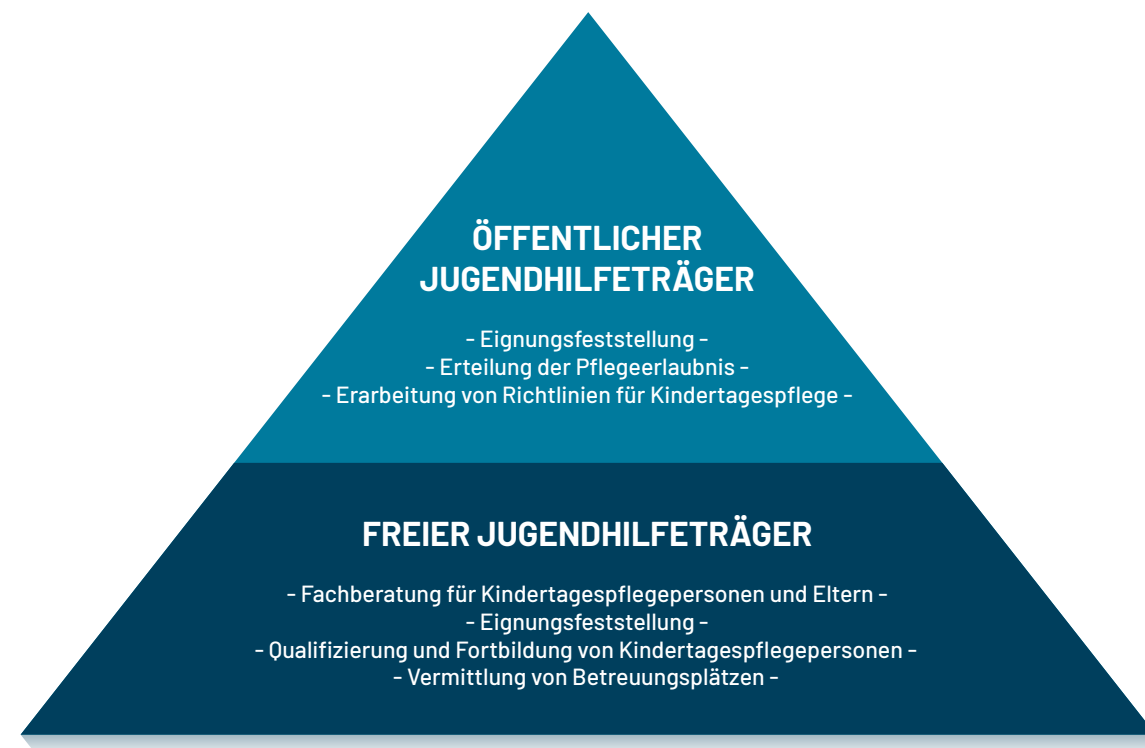 ÖFFENTLICHER
JUGENDHILFETRÄGER
- Eignungsfeststellung -
- Erteilung der Pflegeerlaubnis -
- Erarbeitung von Richtlinien für Kindertagespflege -
FREIER JUGENDHILFETRÄGER
- Fachberatung für Kindertagespflegepersonen und Eltern -
- Eignungsfeststellung -
- Qualifizierung und Fortbildung von Kindertagespflegepersonen -
- Vermittlung von Betreuungsplätzen -